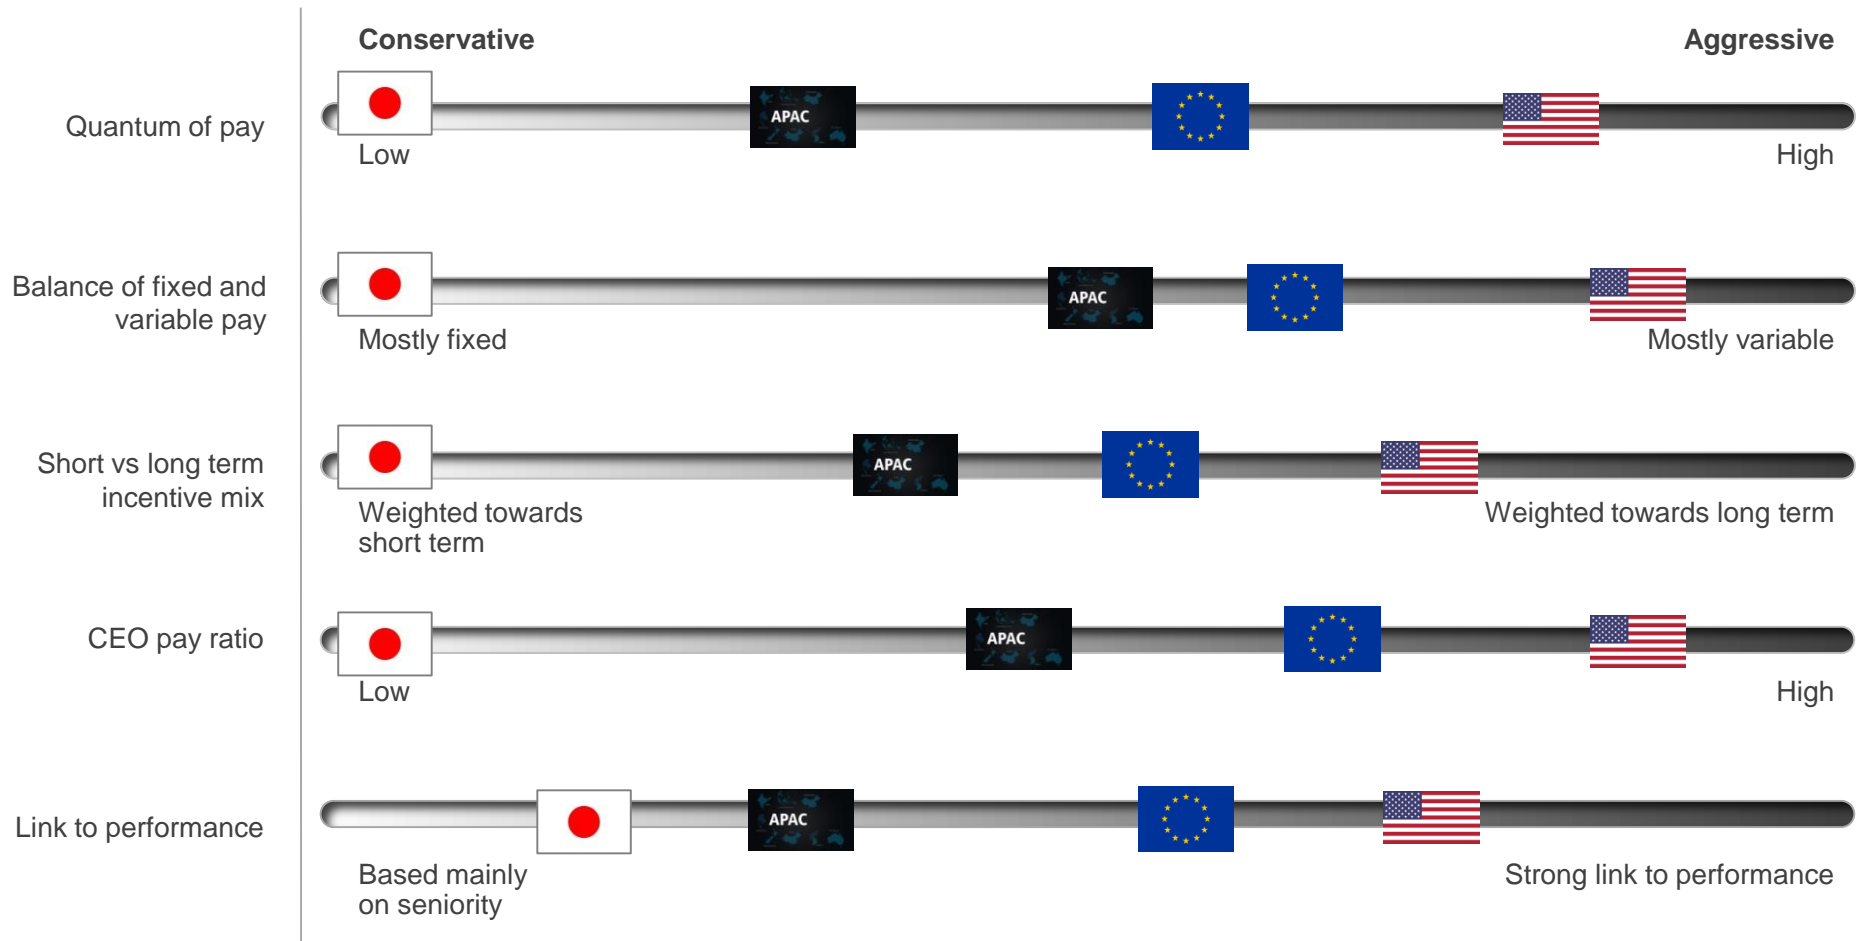 Conservative
Aggressive
Quantum of pay
APAC
Low
High
Balance of fixed and
variable pay
APAC
Mostly fixed
Mostly variable
Short vs long term
incentive mix
APAC
Weighted towards
short term
Weighted towards long term
CEO pay ratio
APAC
Low
High
Link to performance
APAC
Based mainly
on seniority
Strong link to performance